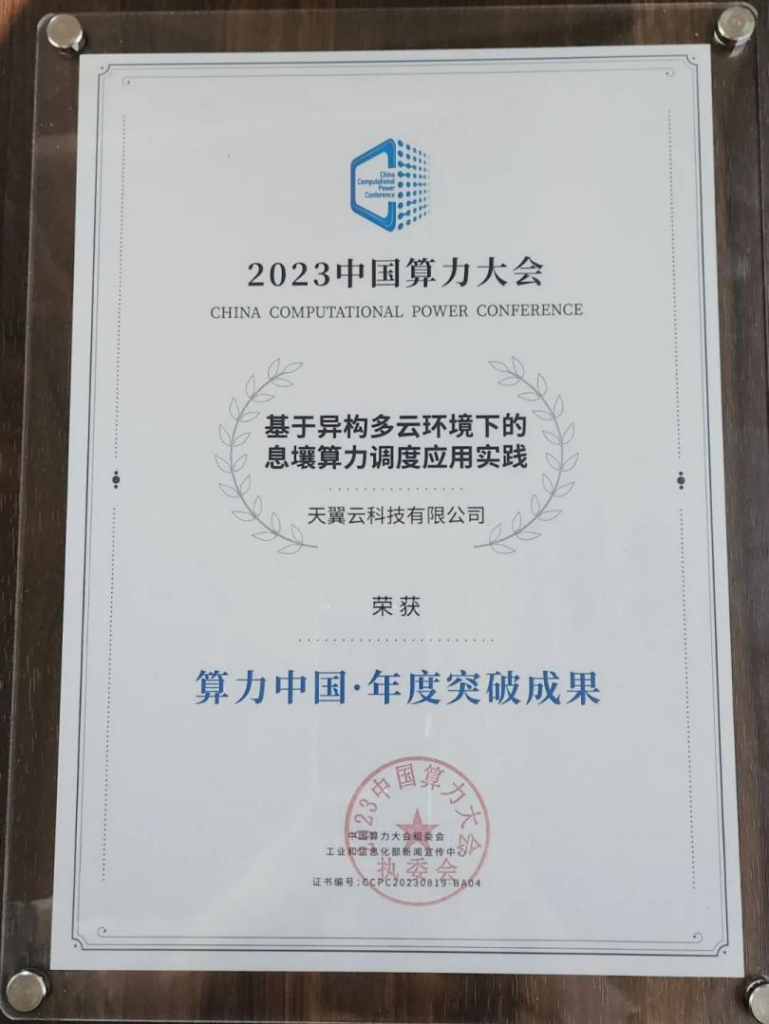 China
Computational
Power
Conference
2023中国算力大会
CHINA COMPUTATIONAL POWER CONFERENCE
基于异构多云环境下的
息壤算力调度应用实践
天翼云科技有限公司
荣获
算力中国·年度突破成果
2023中国算力大会
中国算力大会组委会
工业和信息化部新闻宣传中心
执委会
证书编号:CCPC20230819-BA04